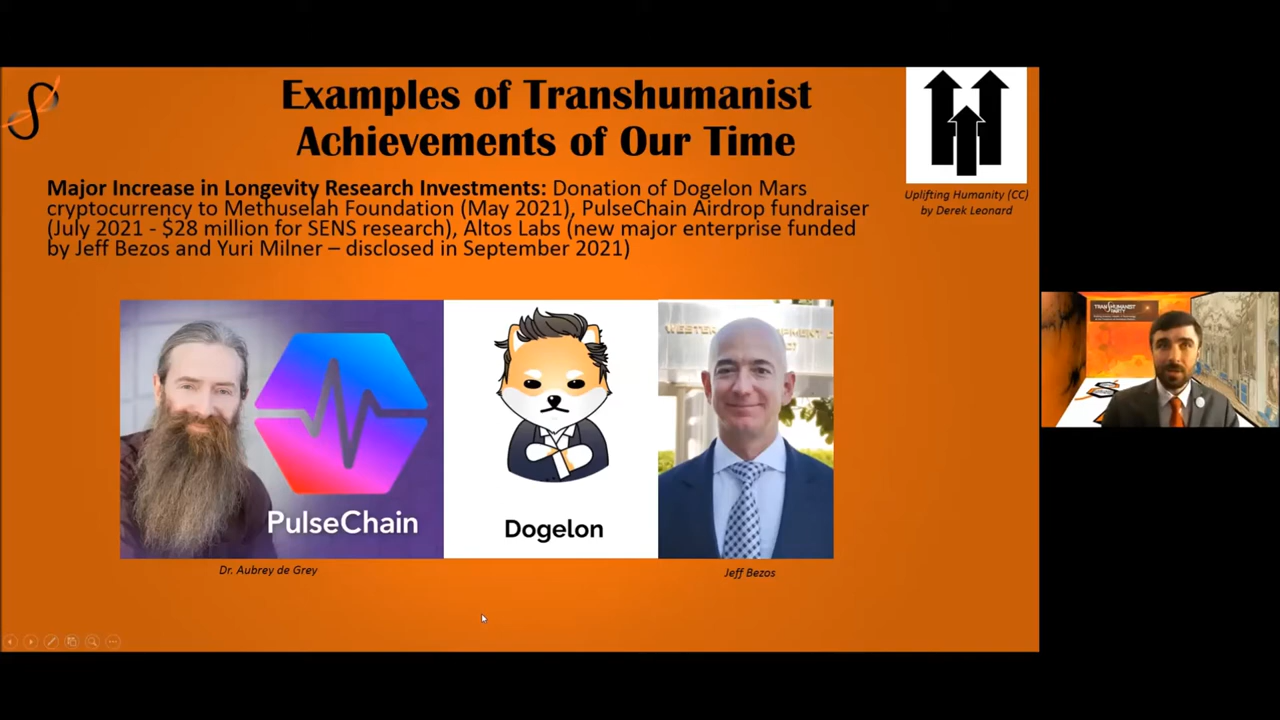 Examples of Transhumanist
Achievements of Our Time
Major Increase in Longevity Research Investments: Donation of Dogelon Mars
cryptocurrency to Methuselah Foundation (May 2021), PulseChain Airdrop fundraiser
(July 2021 - $28 million for SENS research), Altos Labs (new major enterprise funded
by Jeff Bezos and Yuri Milner – disclosed in September 2021)
Uplifting Humanity (CC)
by Derek Leonard
PulseChain
Dogelon
Dr. Aubrey de Grey
Jeff Bezos
TRANSHUMANIST
PARTY